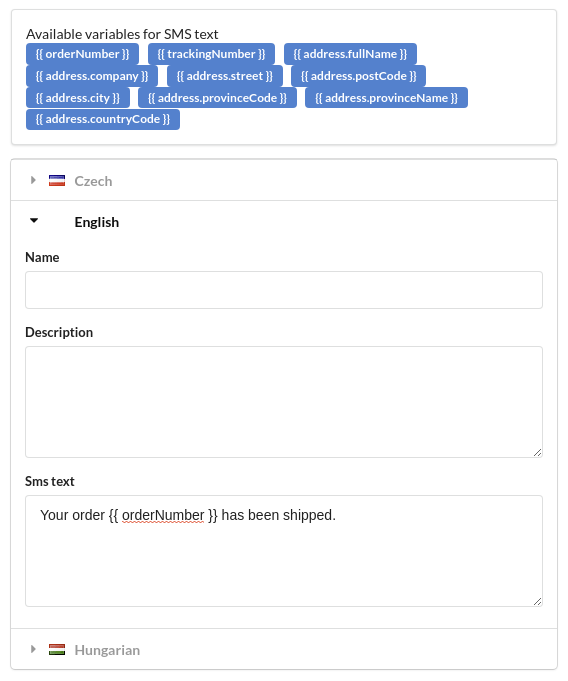 Available variables for SMS text
{{ orderNumber }} {{ trackingNumber }} {{ address.fullName }}
{{ address.company }} {{ address.street }} {{ address.postCode }}
{{ address.city }} {{ address.provinceCode }} {{ address.provinceName }}
{{ address.countryCode }}
Czech
English
Name
Description
Sms text
Your order {{ orderNumber }} has been shipped.
Hungarian